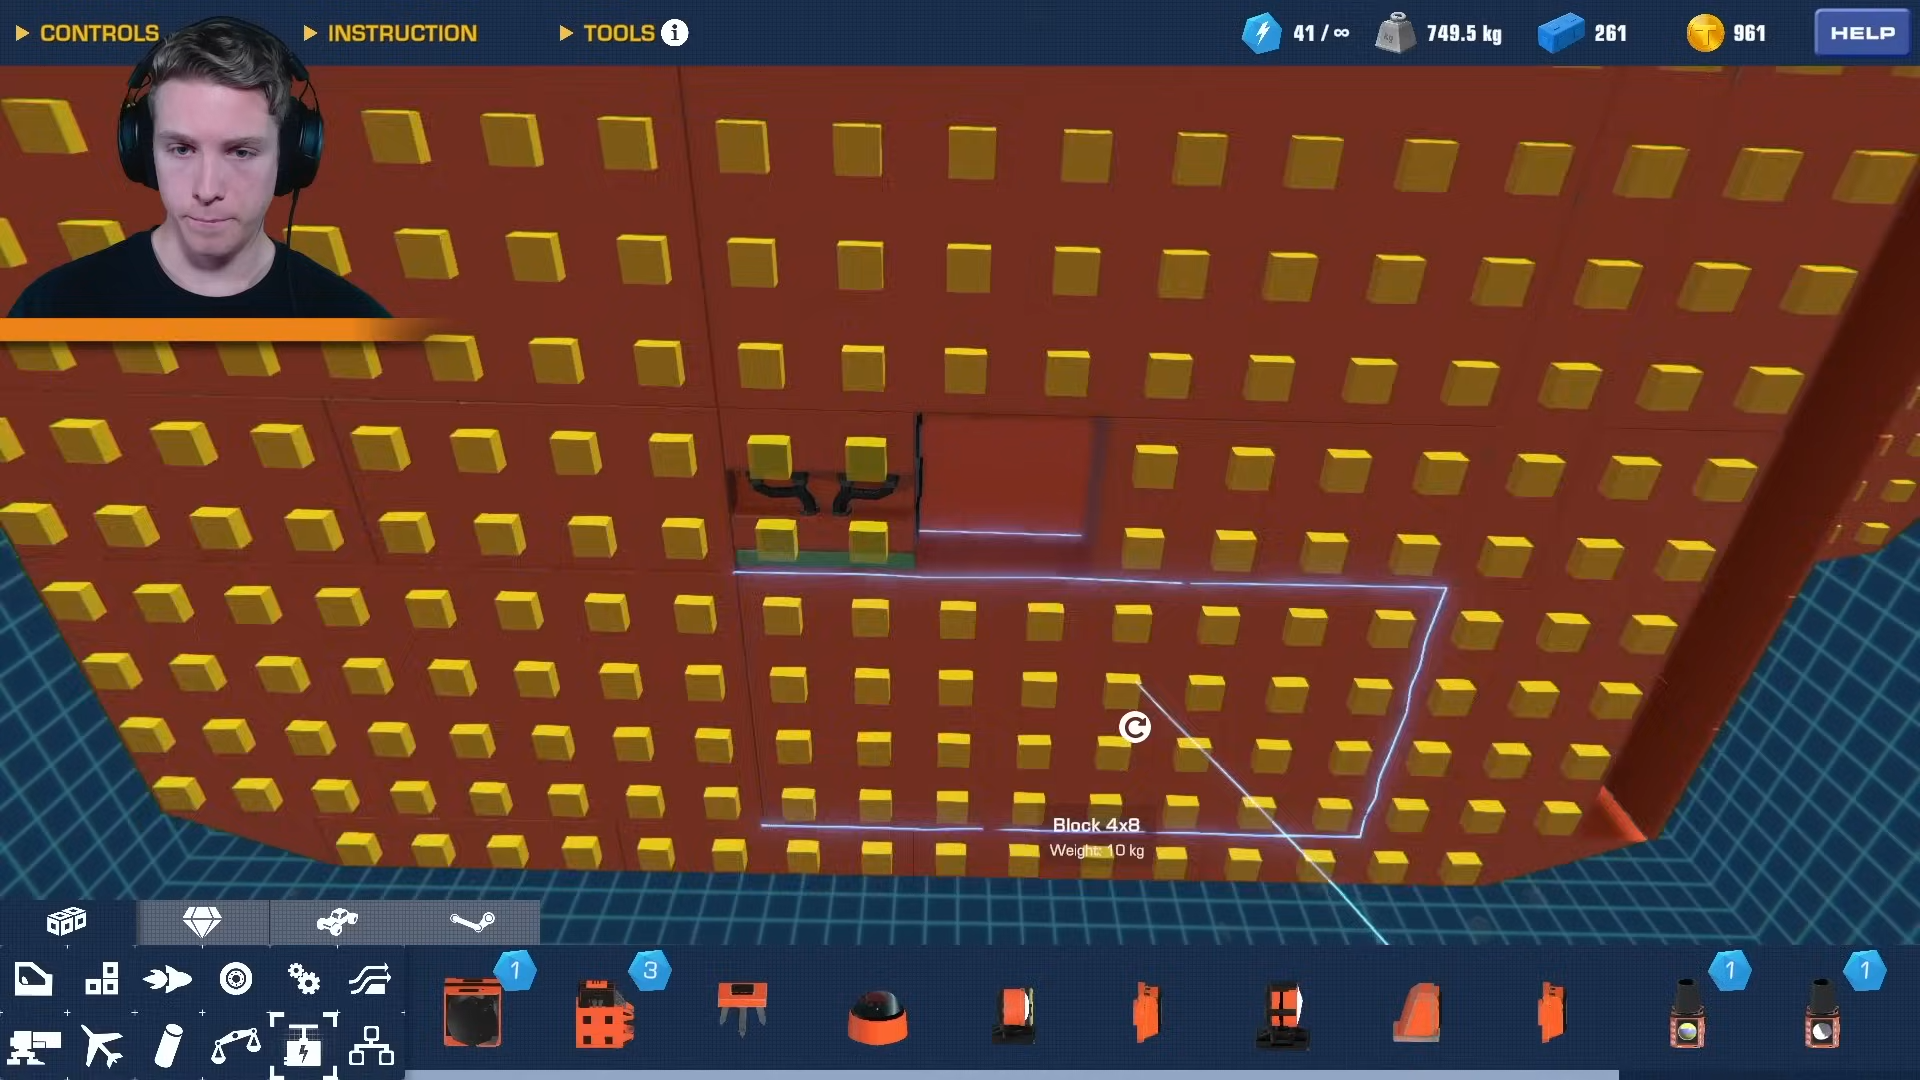 CONTROLS INSTRUCTION TOOLS i 41 / ∞ 749.5 kg 261 961 HELP
Block 4x8
Weight: 10 kg
1 3 1 1